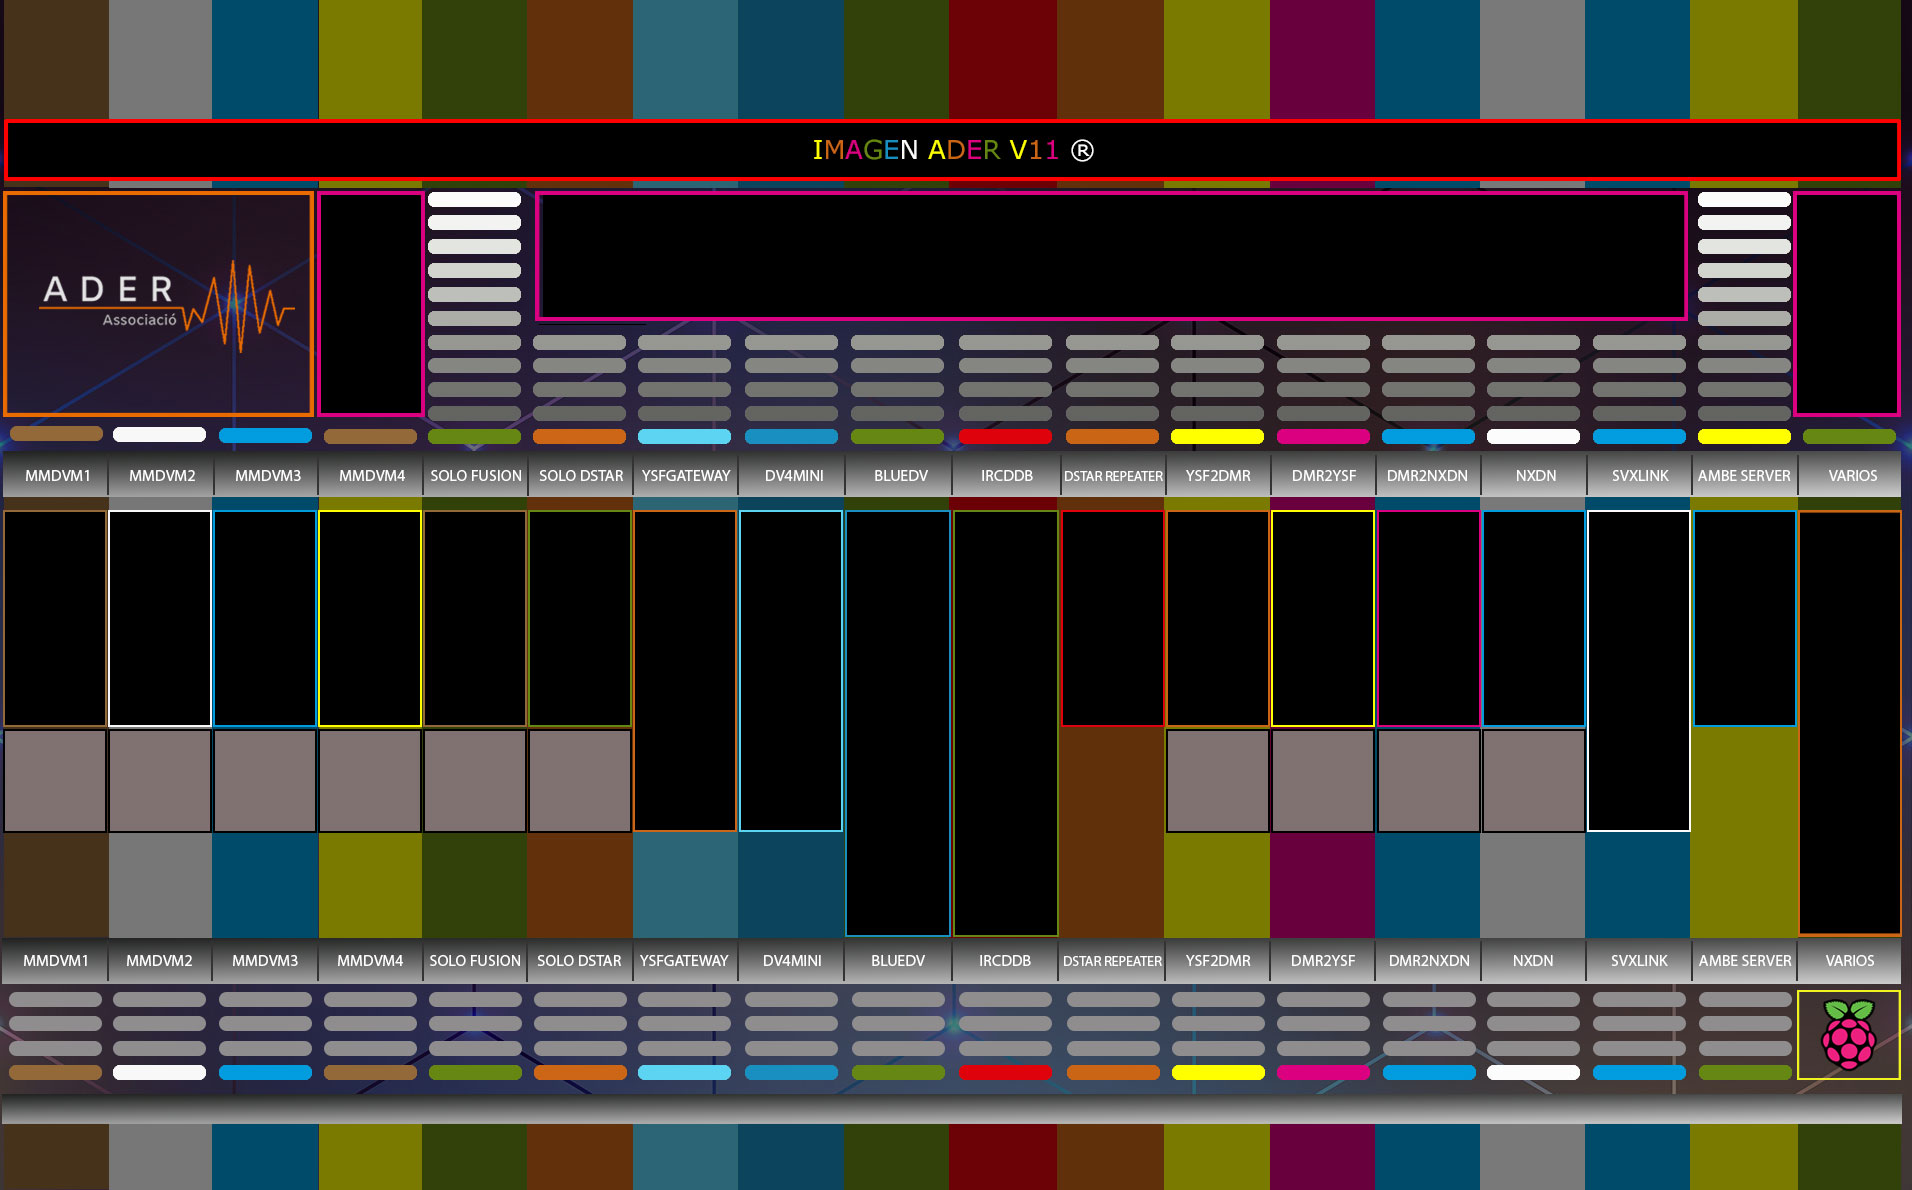 IMAGEN ADER V11 ®
ADER
Associació
MMDVM1 MMDVM2 MMDVM3 MMDVM4 SOLO FUSION SOLO DSTAR YSFGATEWAY DV4MINI BLUEDV IRCDDB DSTAR REPEATER YSF2DMR DMR2YSF DMR2NXDN NXDN SVXLINK AMBE SERVER VARIOS
MMDVM1 MMDVM2 MMDVM3 MMDVM4 SOLO FUSION SOLO DSTAR YSFGATEWAY DV4MINI BLUEDV IRCDDB DSTAR REPEATER YSF2DMR DMR2YSF DMR2NXDN NXDN SVXLINK AMBE SERVER VARIOS